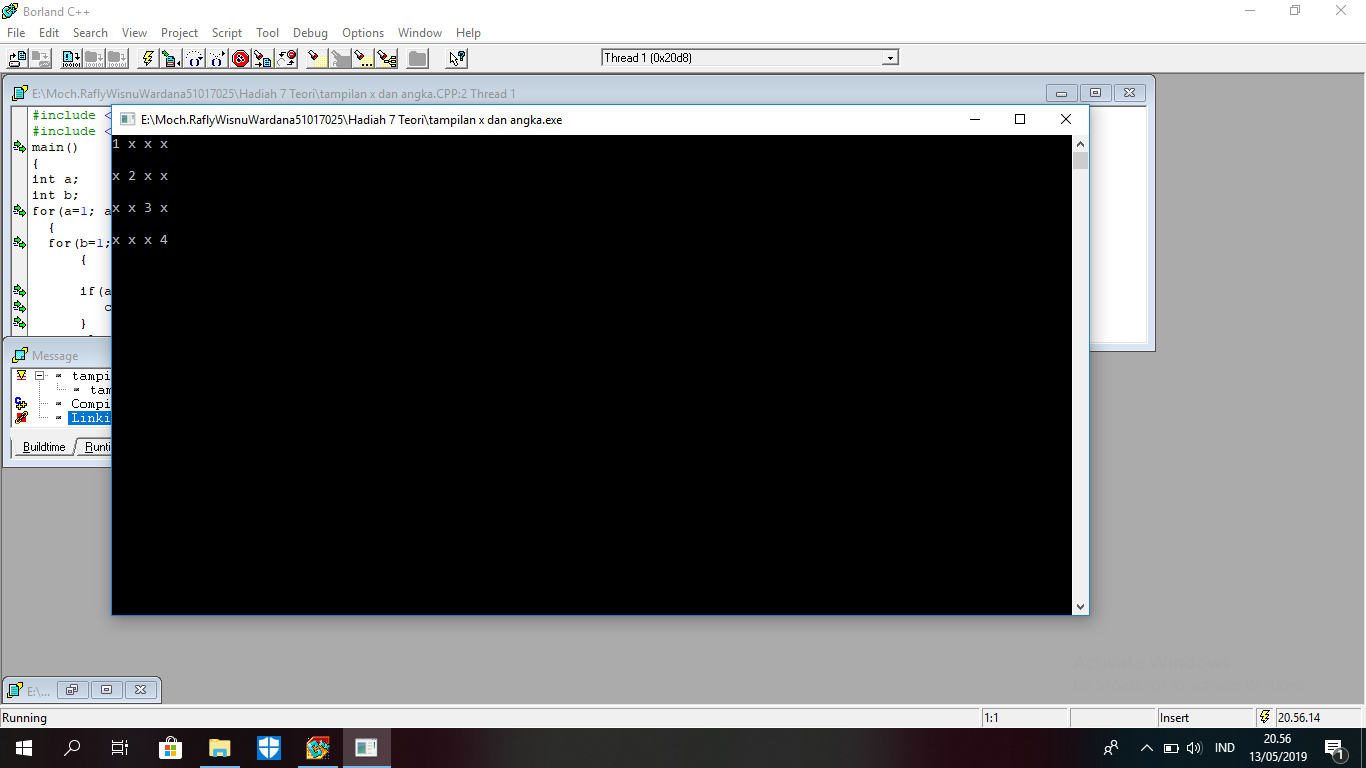 Borland C++
File Edit Search View Project Script Tool Debug Options Window Help
Thread 1 (0x20d8)
E:\Moch.RaflyWisnuWardana51017025\Hadiah 7 Teori\tampilan x dan angka.CPP:2 Thread 1
#include <
#include <
main()
{
int a;
int b;
for(a=1; a
{
for(b=1;
{
if(a
c
}
E:\Moch.RaflyWisnuWardana51017025\Hadiah 7 Teori\tampilan x dan angka.exe
1 x x x
x 2 x x
x x 3 x
x x x 4
Message
tampi
tam
Compi
Linki
Buildtime Runti
E:\...
Running 1:1 Insert 20.56.14
IND 20.56
13/05/2019
1